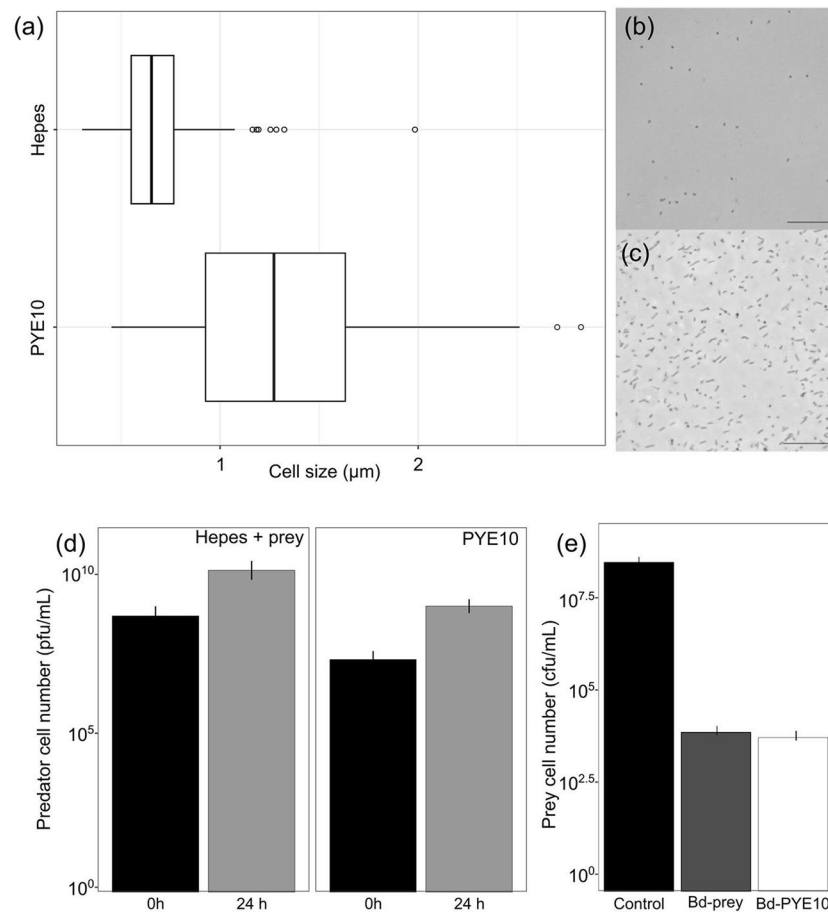 (a)
Hepes
PYE10
1
2
Cell size (µm)
(b)
(c)
(d)
Hepes + prey
PYE10
Predator cell number (pfu/mL)
10^10
10^5
10^0
0h
24 h
0h
24 h
(e)
Prey cell number (cfu/mL)
10^7.5
10^5
10^2.5
10^0
Control
Bd-prey
Bd-PYE10